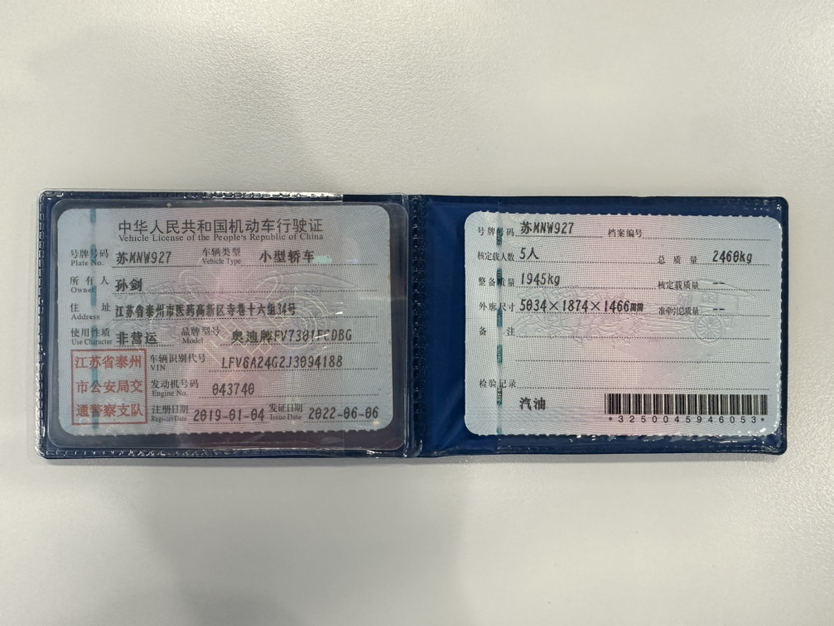 中华人民共和国机动车行驶证
Vehicle License of the People's Republic of China
号牌号码 Plate No. 苏MNW927 车辆类型 Vehicle Type 小型轿车
所有人 Owner 孙剑
住址 Address 江苏省泰州市医药高新区寺巷十六组34号
使用性质 Use Character 非营运 品牌型号 Model 奥迪牌FV7301FCDBG
江苏省泰州市公安局交通警察支队
车辆识别代号 VIN LFV6A24G2J3094188
发动机号码 Engine No. 043740
注册日期 Register Date 2019-01-04 发证日期 Issue Date 2022-06-06
号牌号码 苏MNW927 档案编号
核定载人数 5人 总质量 2460kg
整备质量 1945kg 核定载质量 --
外廓尺寸 5034×1874×1466mm 准牵引总质量 --
备注
检验记录
汽油
*3250045946053*